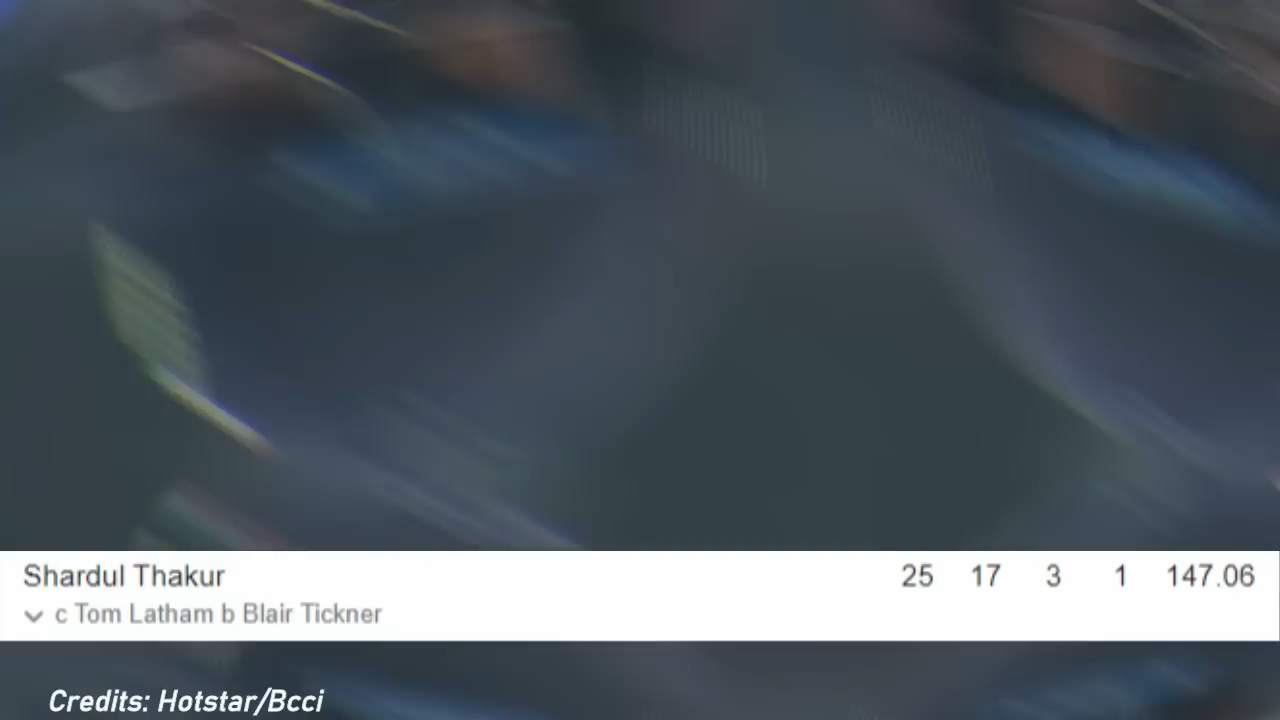 Shardul Thakur 25 17 3 1 147.06
c Tom Latham b Blair Tickner
Credits: Hotstar/Bcci